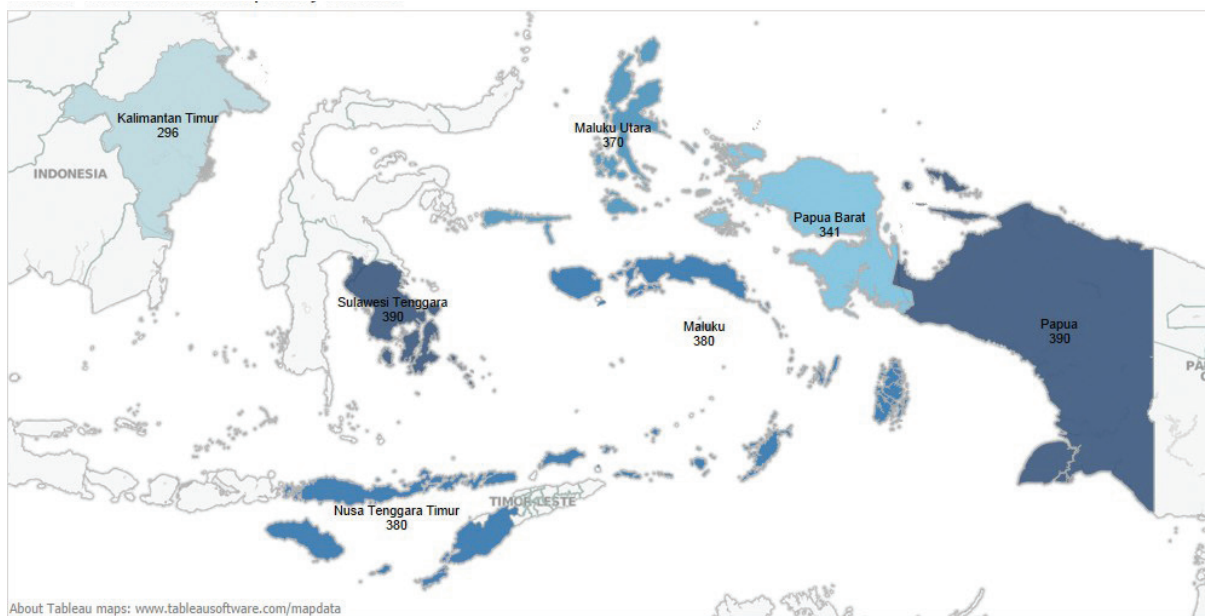 Kalimantan Timur
296
INDONESIA
Maluku Utara
370
Papua Barat
341
Sulawesi Tenggara
390
Maluku
380
Papua
390
Nusa Tenggara Timur
380
TIMOR-LESTE
About Tableau maps: www.tableausoftware.com/mapdata